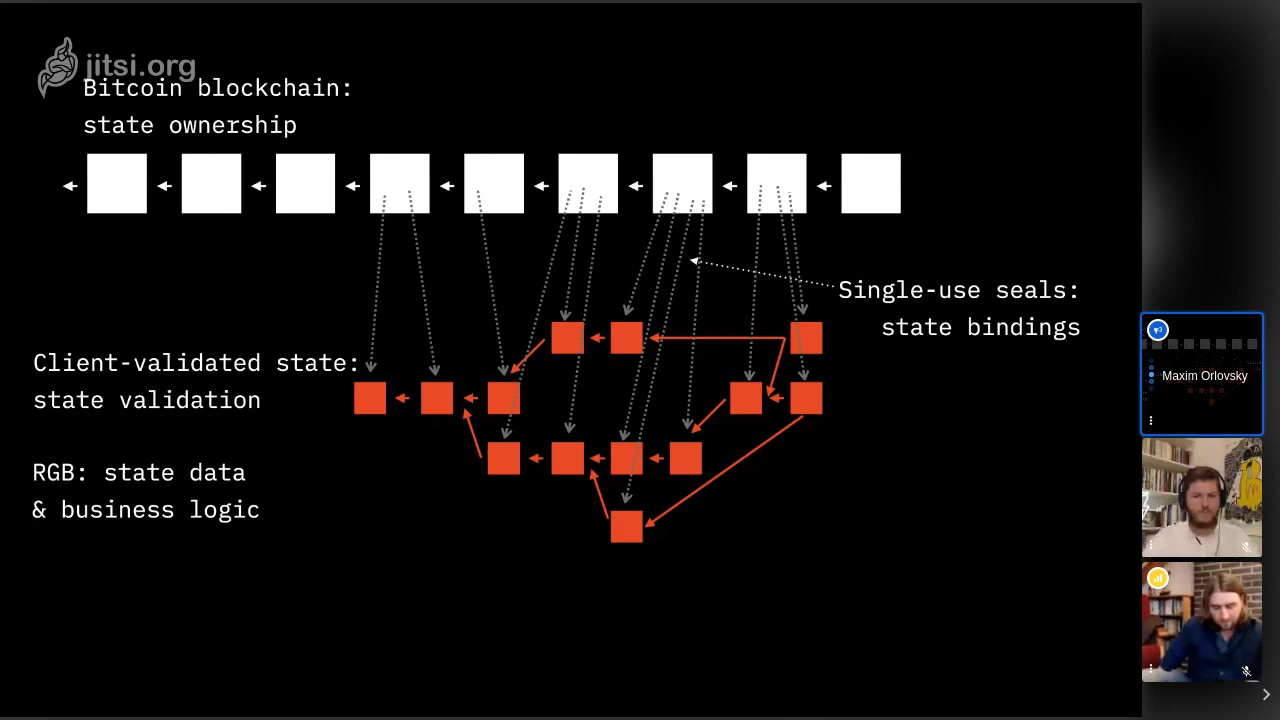 jitsi.org
Bitcoin blockchain:
state ownership
Single-use seals:
state bindings
Client-validated state:
state validation
RGB: state data
& business logic
Maxim Orlovsky